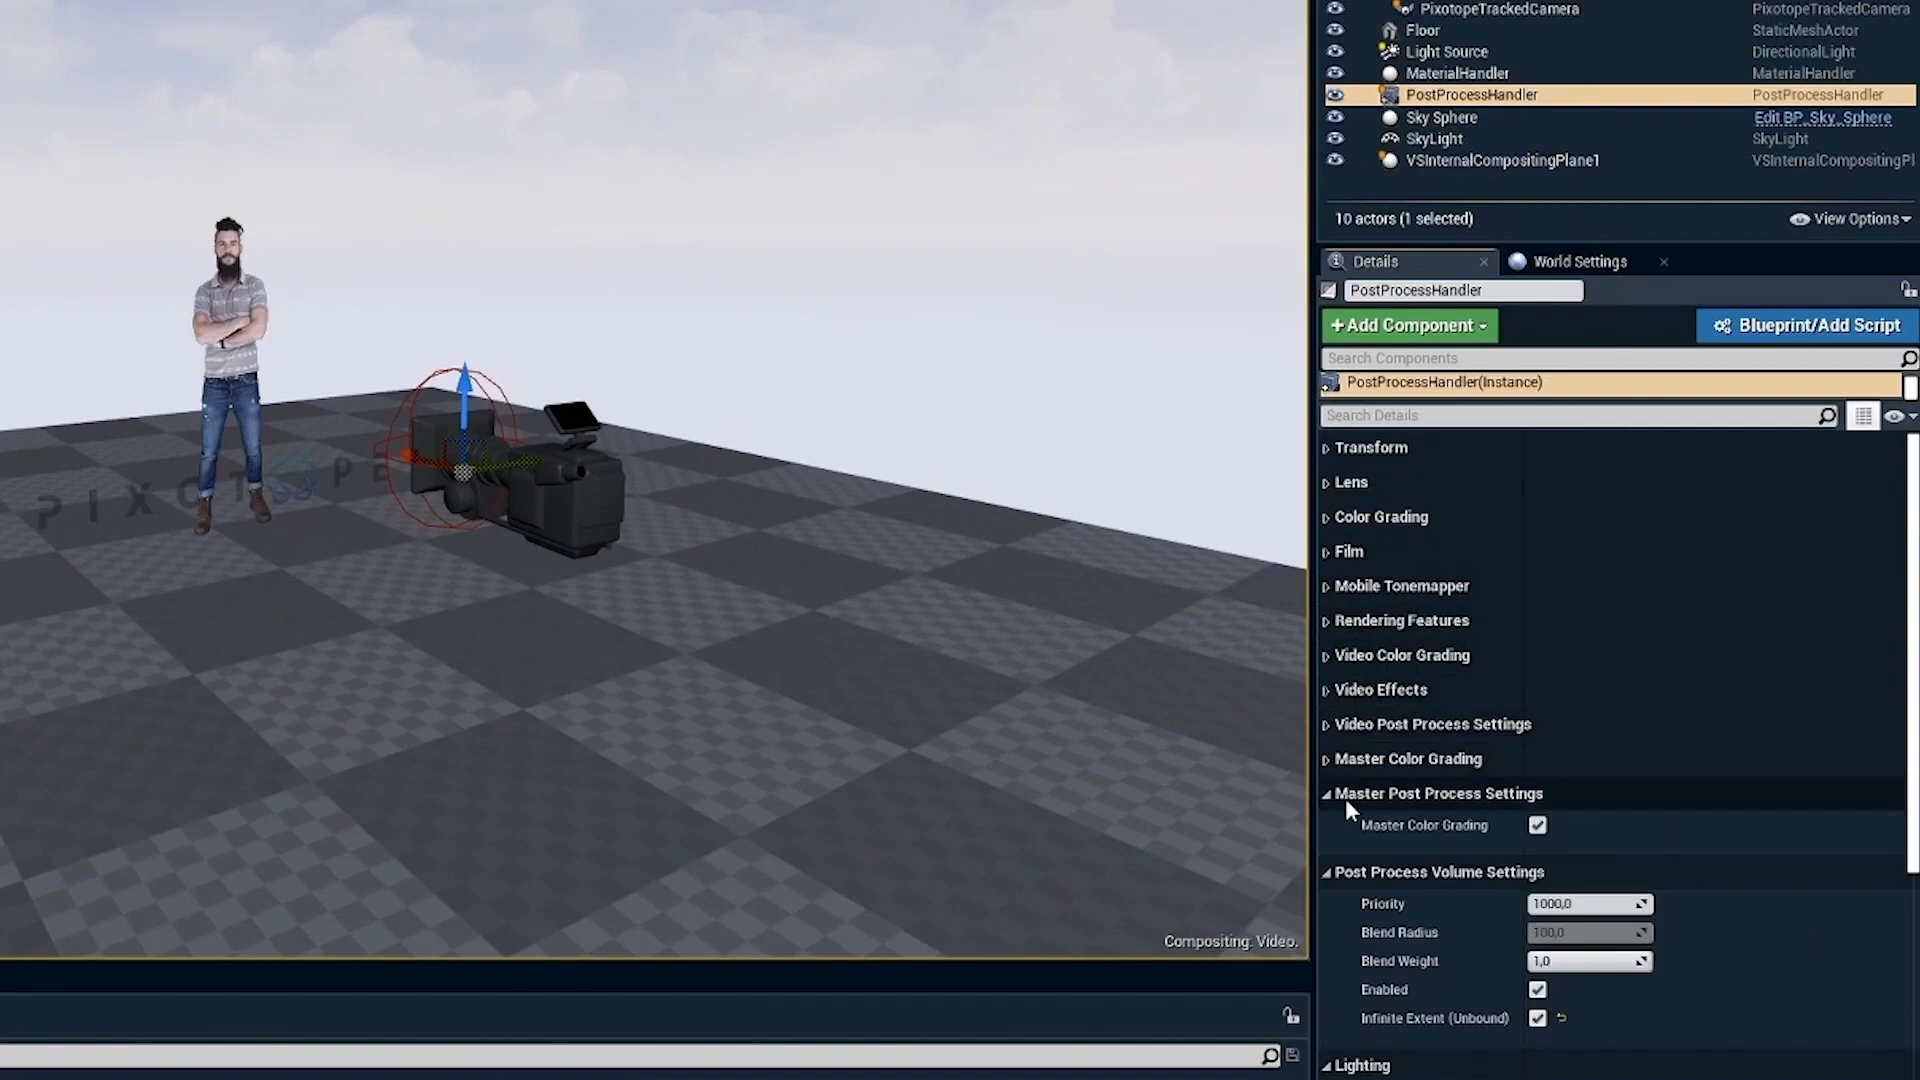 PixotopeTrackedCamera PixotopeTrackedCamera
Floor StaticMeshActor
Light Source DirectionalLight
MaterialHandler MaterialHandler
PostProcessHandler PostProcessHandler
Sky Sphere Edit BP_Sky_Sphere
SkyLight SkyLight
VSInternalCompositingPlane1 VSInternalCompositingPl
10 actors (1 selected) View Options
Details World Settings
PostProcessHandler
+Add Component Blueprint/Add Script
Search Components
PostProcessHandler(Instance)
Search Details
Transform
Lens
Color Grading
Film
Mobile Tonemapper
Rendering Features
Video Color Grading
Video Effects
Video Post Process Settings
Master Color Grading
Master Post Process Settings
Master Color Grading
Post Process Volume Settings
Priority 1000,0
Blend Radius 100,0
Blend Weight 1,0
Enabled
Infinite Extent (Unbound)
Lighting
PIXOTOPE
Compositing: Video.